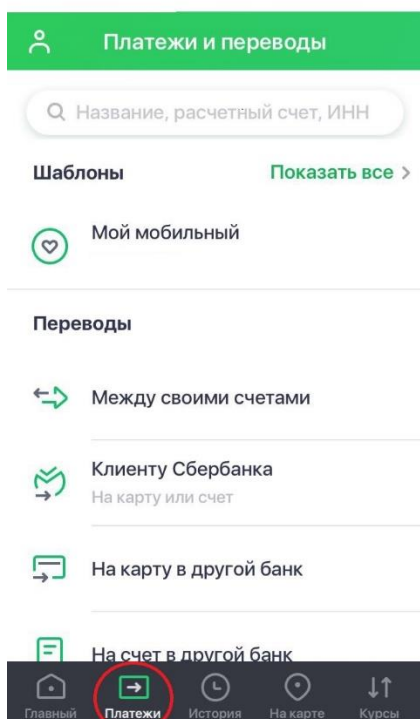 Платежи и переводы
Название, расчетный счет, ИНН
Шаблоны Показать все
Мой мобильный
Переводы
Между своими счетами
Клиенту Сбербанка
На карту или счет
На карту в другой банк
На счет в другой банк
Главный Платежи История На карте Курсы